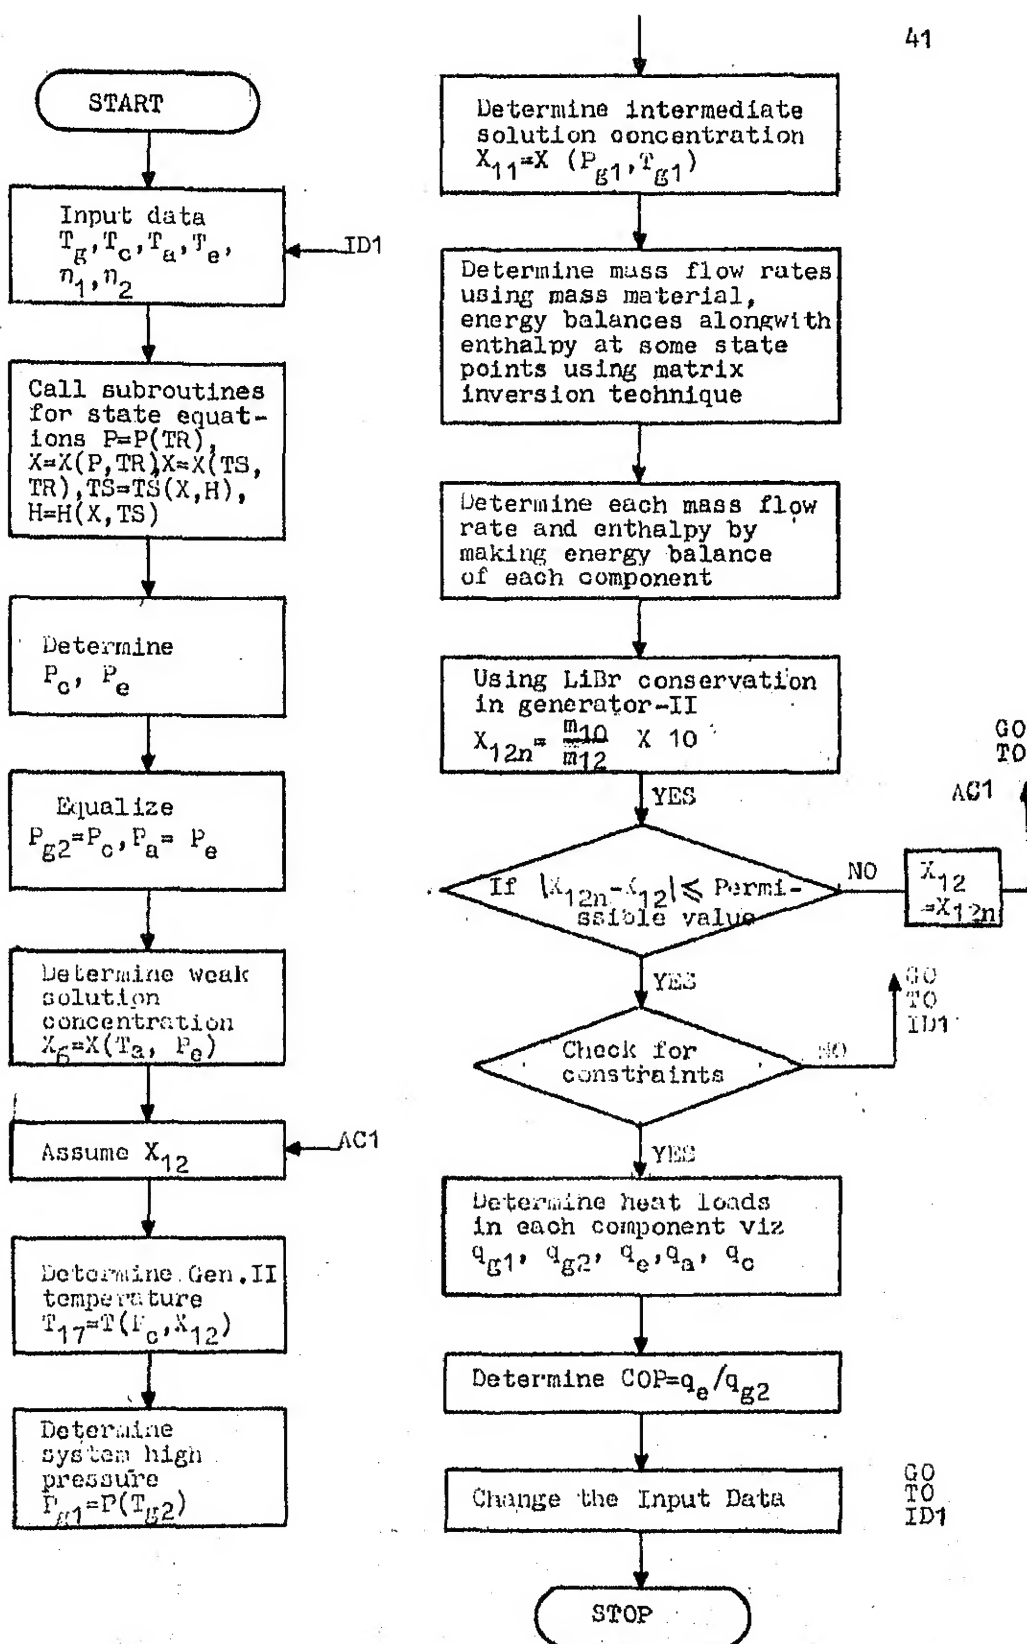 41
START
Input data
T_g,T_c,T_a,T_e,
n_1,n_2
ID1
Call subroutines
for state equat-
ions P=P(TR),
X=X(P,TR),X=X(TS,
TR),TS=TS(X,H),
H=H(X,TS)
Determine
P_c, P_e
Equalize
P_g2=P_c,P_a= P_e
Determine weak
solution
concentration
X_6=X(T_a, P_e)
Assume X_12
AC1
Determine Gen.II
temperature
T_17=T(P_c,X_12)
Determine
system high
pressure
P_g1=P(T_g2)
Determine intermediate
solution concentration
X_11=X (P_g1,T_g1)
Determine mass flow rates
using mass material,
energy balances alongwith
enthalpy at some state
points using matrix
inversion technique
Determine each mass flow
rate and enthalpy by
making energy balance
of each component
Using LiBr conservation
in generator-II
X_12n= m_10/m_12 X 10
YES
If |X_12n-X_12|⩽ Permi-
ssible value
NO
X_12
=X_12n
GO
TO
AC1
YES
Check for
constraints
NO
GO
TO
ID1
YES
Determine heat loads
in each component viz
q_g1, q_g2, q_e,q_a, q_c
Determine COP=q_e/q_g2
Change the Input Data
GO
TO
ID1
STOP